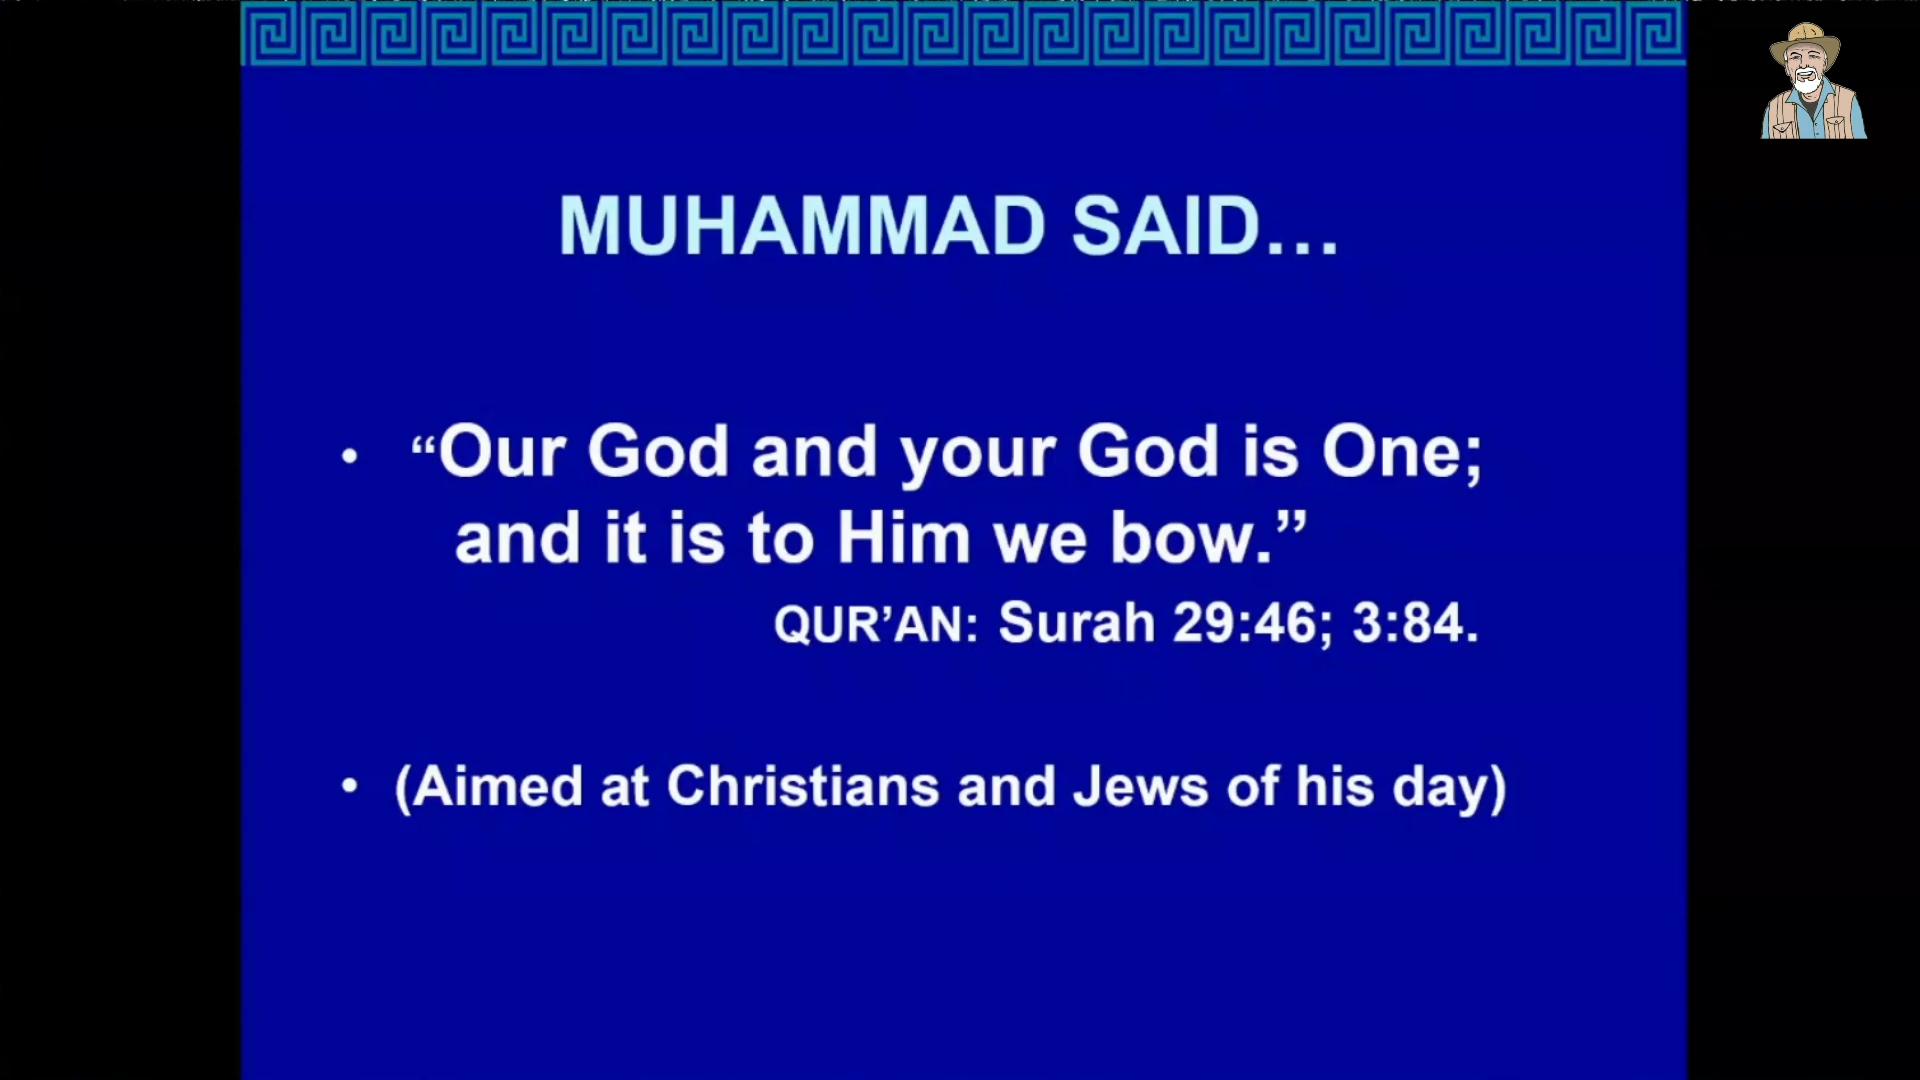 MUHAMMAD SAID…
• “Our God and your God is One;
and it is to Him we bow.”
QUR’AN: Surah 29:46; 3:84.
• (Aimed at Christians and Jews of his day)